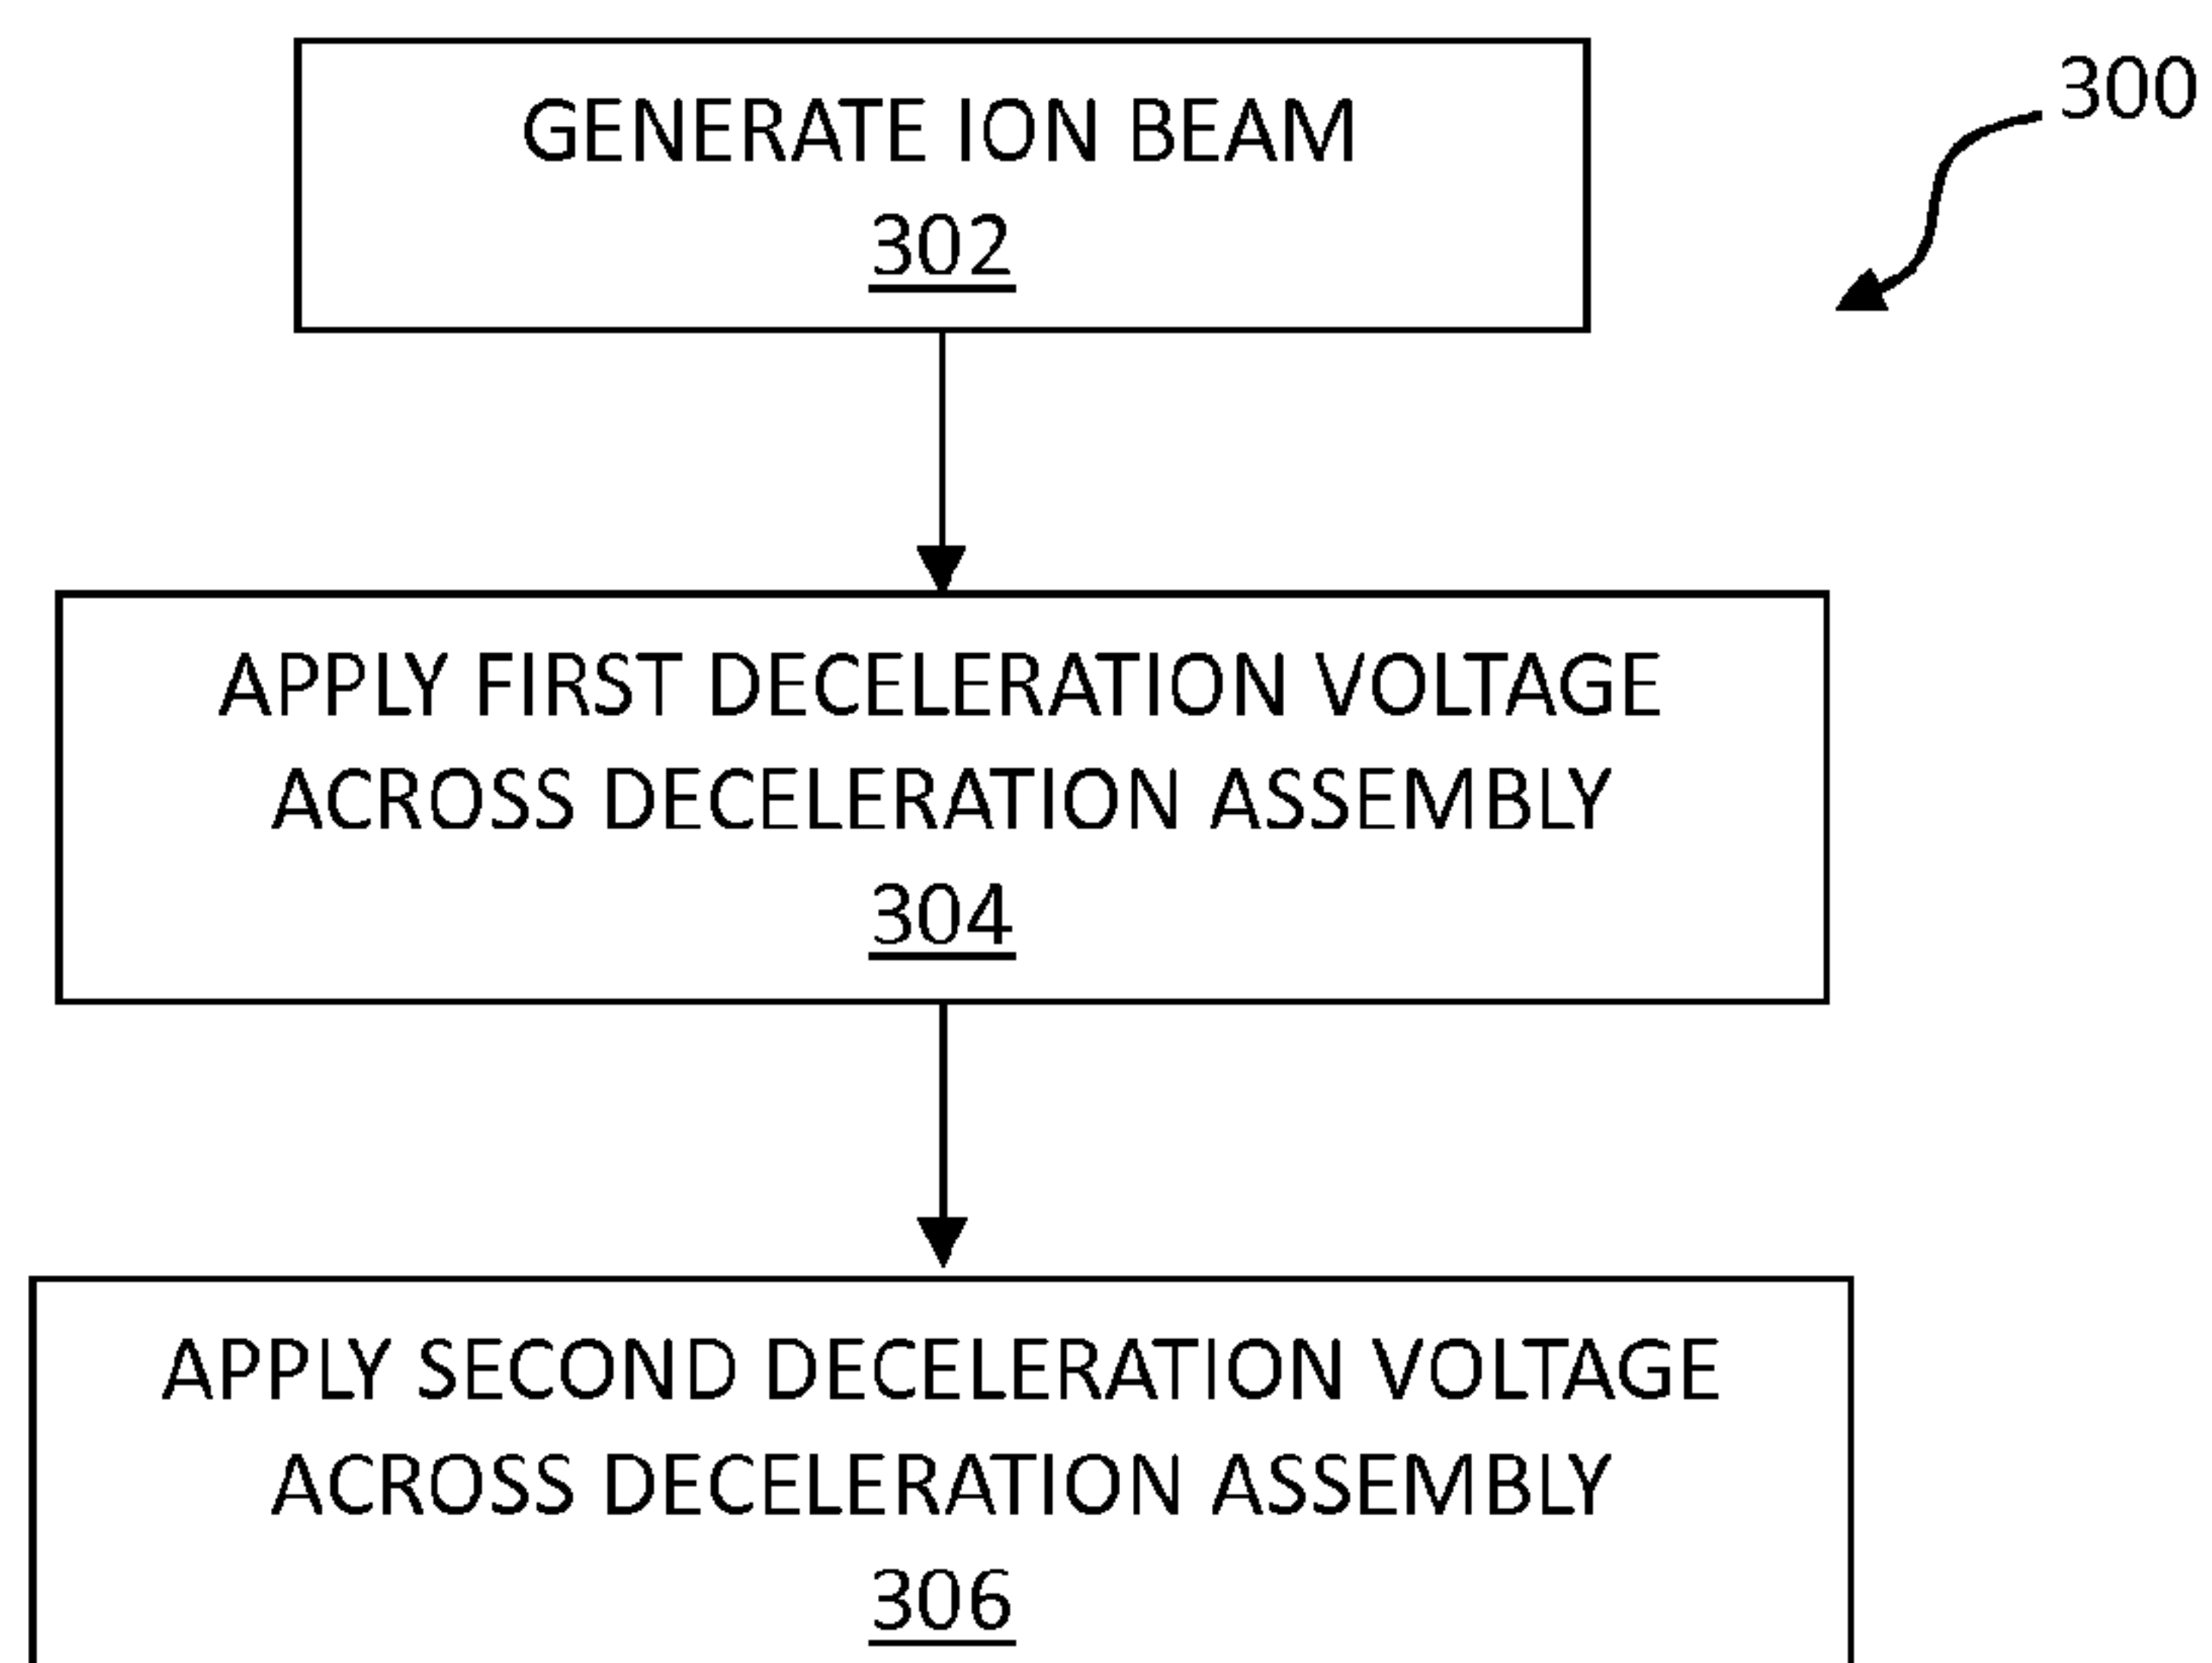 GENERATE ION BEAM
302
300
APPLY FIRST DECELERATION VOLTAGE
ACROSS DECELERATION ASSEMBLY
304
APPLY SECOND DECELERATION VOLTAGE
ACROSS DECELERATION ASSEMBLY
306